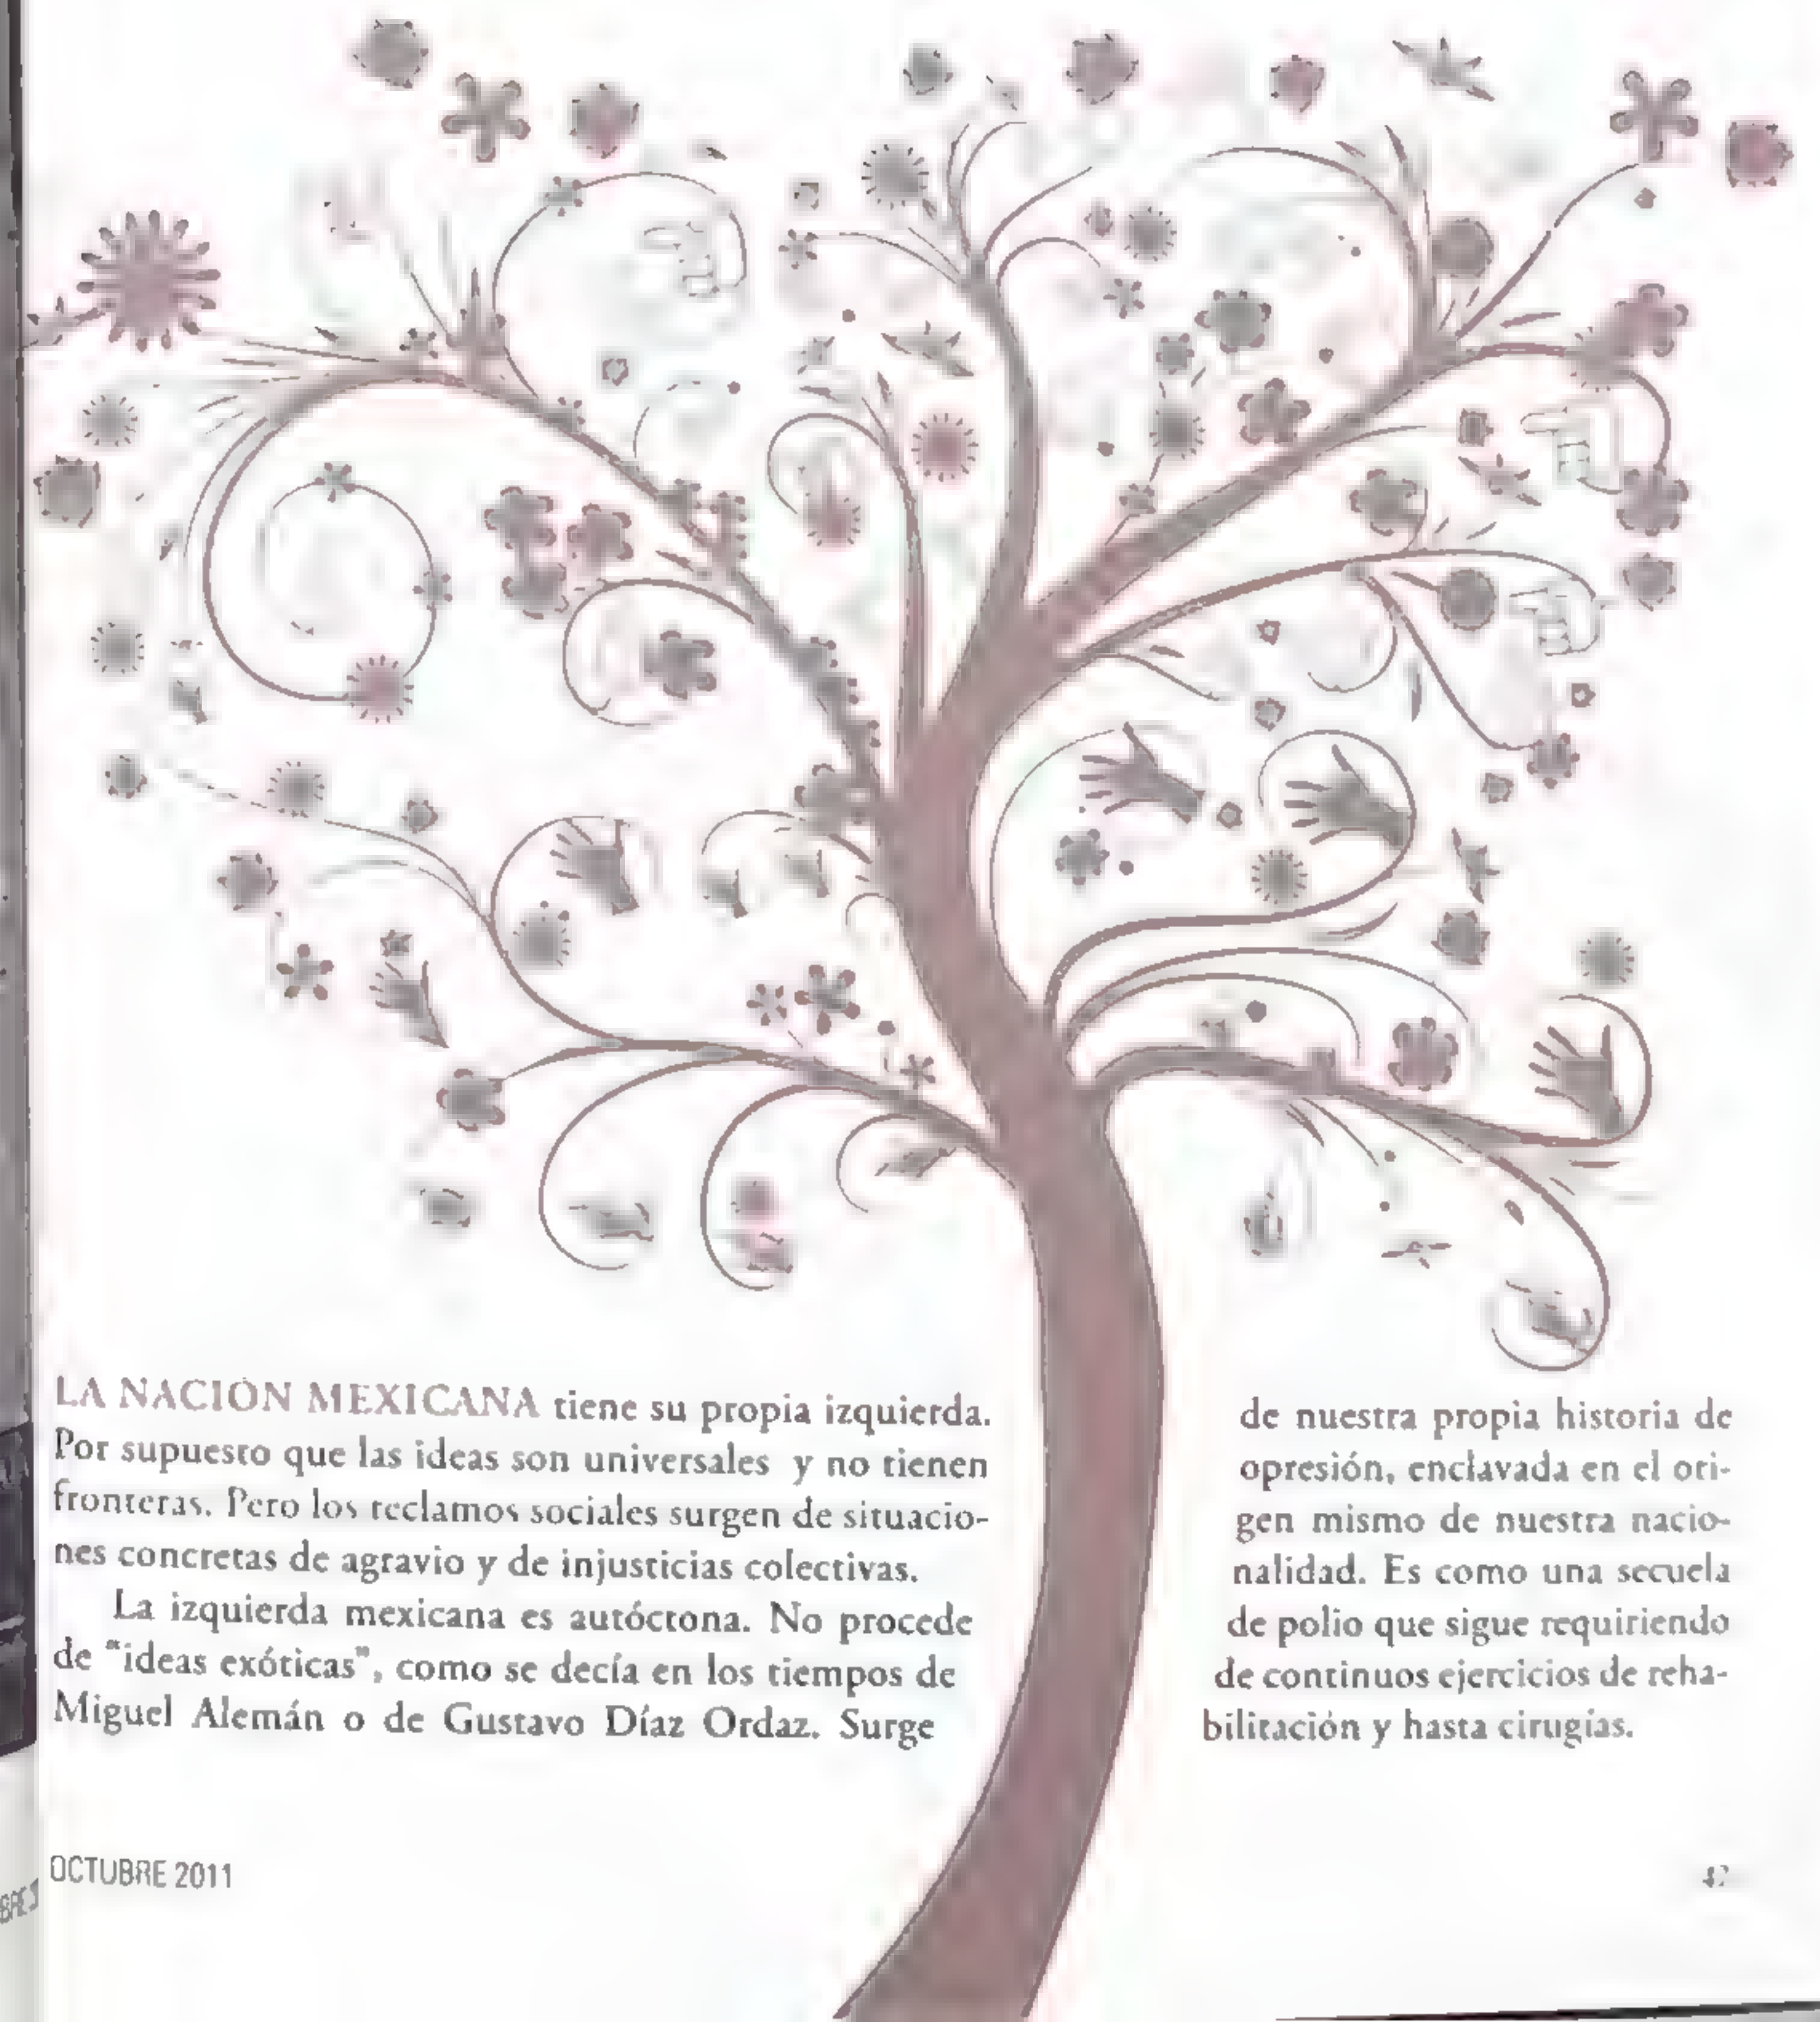 LA NACIÓN MEXICANA tiene su propia izquierda.
Por supuesto que las ideas son universales y no tienen
fronteras. Pero los reclamos sociales surgen de situacio-
nes concretas de agravio y de injusticias colectivas.
La izquierda mexicana es autóctona. No procede
de "ideas exóticas", como se decía en los tiempos de
Miguel Alemán o de Gustavo Díaz Ordaz. Surge
de nuestra propia historia de
opresión, enclavada en el ori-
gen mismo de nuestra nacio-
nalidad. Es como una secuela
de polio que sigue requiriendo
de continuos ejercicios de reha-
bilitación y hasta cirugías.
OCTUBRE 2011